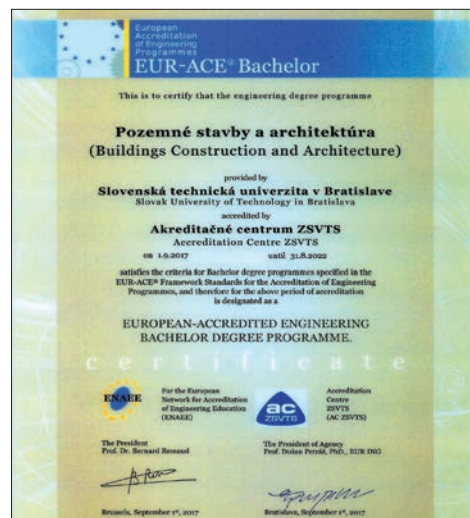 European
Accreditation
of Engineering
Programmes
EUR-ACE® Bachelor
This is to certify that the engineering degree programme
Pozemné stavby a architektúra
(Buildings Construction and Architecture)
provided by
Slovenská technická univerzita v Bratislave
Slovak University of Technology in Bratislava
accredited by
Akreditačné centrum ZSVTS
Accreditation Centre ZSVTS
on 1.9.2017 until 31.8.2022
satisfies the criteria for Bachelor degree programmes specified in the
EUR-ACE® Framework Standards for the Accreditation of Engineering
Programmes, and therefore for the above period of accreditation
is designated as a
EUROPEAN-ACCREDITED ENGINEERING
BACHELOR DEGREE PROGRAMME.
certificate
ENAEE
For the European
Network for Accreditation
of Engineering Education
(ENAEE)
ac
ZSVTS
Accreditation
Centre
ZSVTS
(AC ZSVTS)
The President
Prof. Dr. Bernard Remaud
The President of Agency
Prof. Dušan Petráš, PhD., EUR ING
Brussels, September 1st, 2017
Bratislava, September 1st, 2017